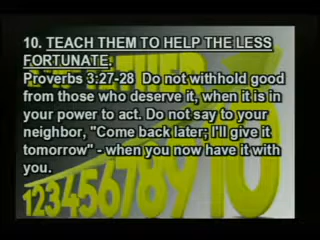 10. TEACH THEM TO HELP THE LESS
FORTUNATE.
Proverbs 3:27-28 Do not withhold good
from those who deserve it, when it is in
your power to act. Do not say to your
neighbor, "Come back later; I'll give it
tomorrow" - when you now have it with
you.
12345678910